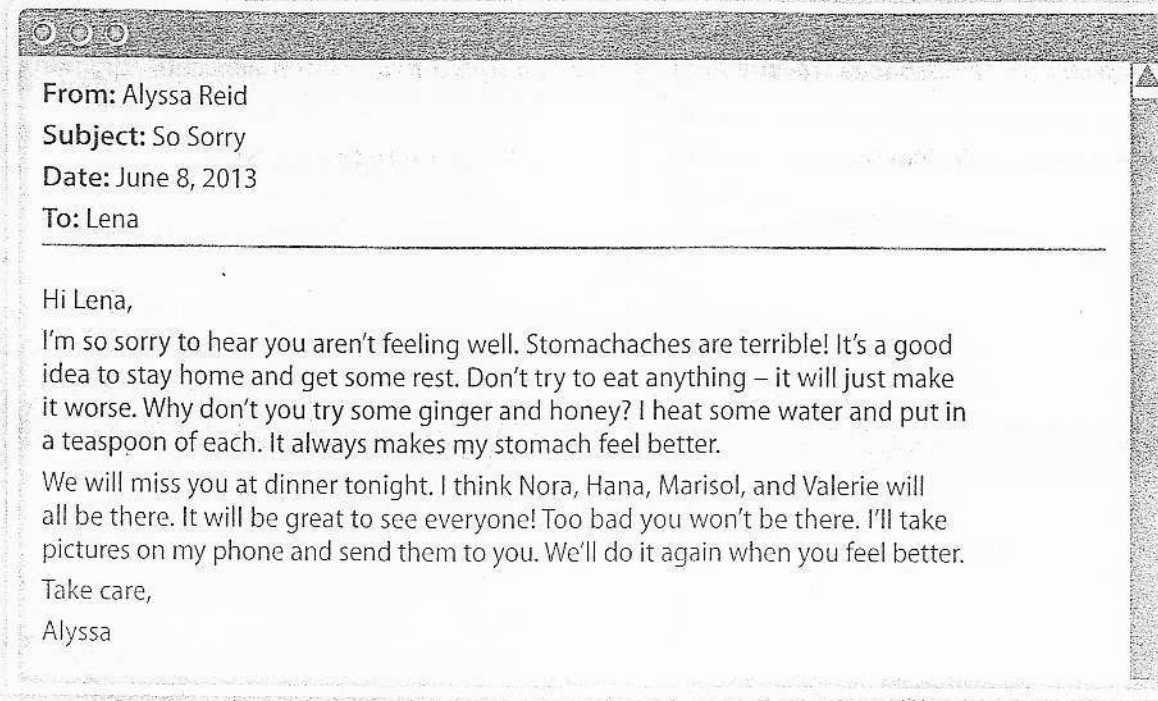 From: Alyssa Reid
Subject: So Sorry
Date: June 8, 2013
To: Lena
Hi Lena,
I'm so sorry to hear you aren't feeling well. Stomachaches are terrible! It's a good
idea to stay home and get some rest. Don't try to eat anything – it will just make
it worse. Why don't you try some ginger and honey? I heat some water and put in
a teaspoon of each. It always makes my stomach feel better.
We will miss you at dinner tonight. I think Nora, Hana, Marisol, and Valerie will
all be there. It will be great to see everyone! Too bad you won't be there. I'll take
pictures on my phone and send them to you. We'll do it again when you feel better.
Take care,
Alyssa